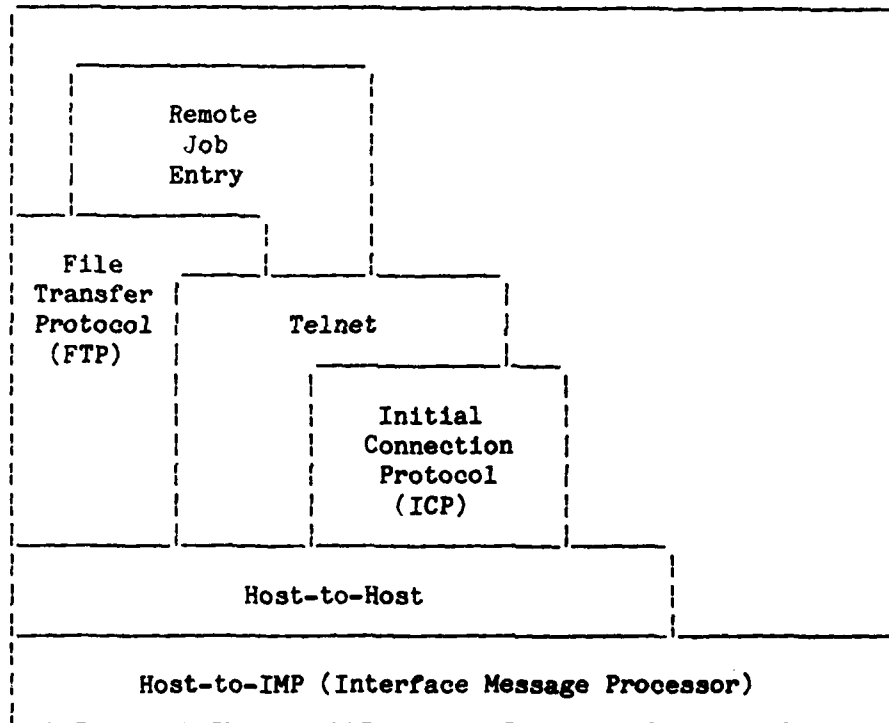 Remote
Job
Entry
File
Transfer
Protocol
(FTP)
Telnet
Initial
Connection
Protocol
(ICP)
Host-to-Host
Host-to-IMP (Interface Message Processor)